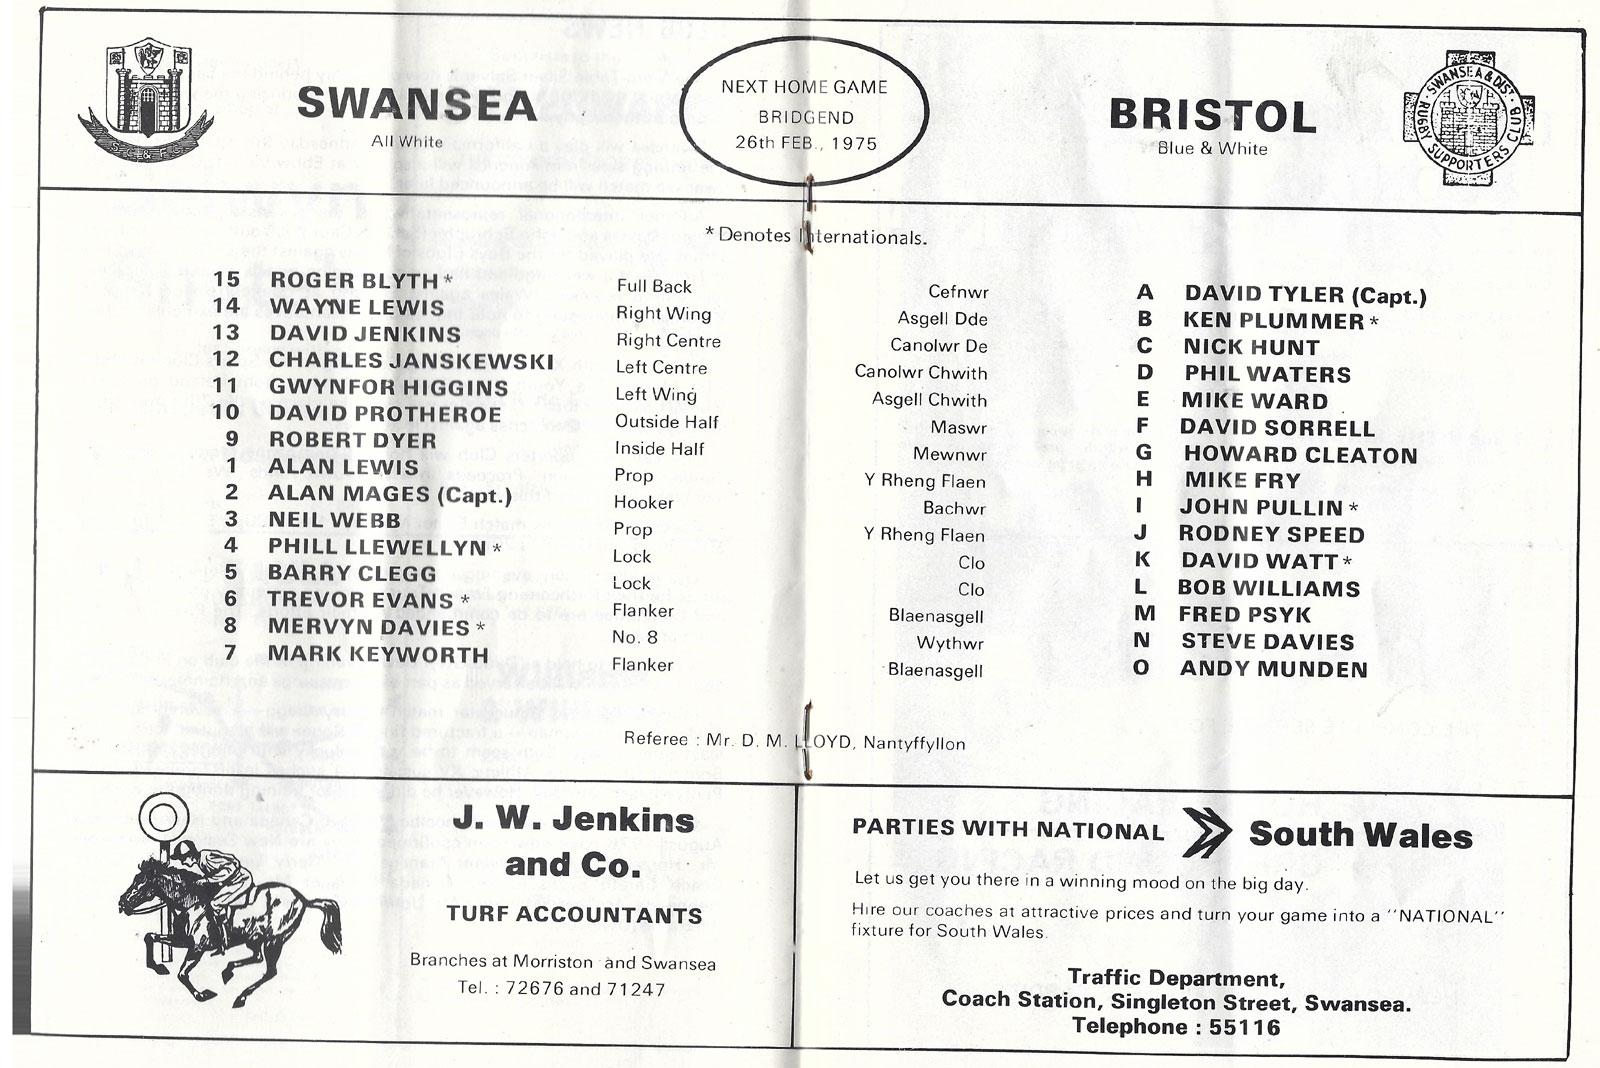 SWANSEA
All White
S. C. & F. C.
NEXT HOME GAME
BRIDGEND
26th FEB., 1975
BRISTOL
Blue & White
SWANSEA & DIST. RUGBY SUPPORTERS CLUB
* Denotes Internationals.
15 ROGER BLYTH * Full Back
14 WAYNE LEWIS Right Wing
13 DAVID JENKINS Right Centre
12 CHARLES JANSKEWSKI Left Centre
11 GWYNFOR HIGGINS Left Wing
10 DAVID PROTHEROE Outside Half
9 ROBERT DYER Inside Half
1 ALAN LEWIS Prop
2 ALAN MAGES (Capt.) Hooker
3 NEIL WEBB Prop
4 PHILL LLEWELLYN * Lock
5 BARRY CLEGG Lock
6 TREVOR EVANS * Flanker
8 MERVYN DAVIES * No. 8
7 MARK KEYWORTH Flanker
Cefnwr A DAVID TYLER (Capt.)
Asgell Dde B KEN PLUMMER *
Canolwr De C NICK HUNT
Canolwr Chwith D PHIL WATERS
Asgell Chwith E MIKE WARD
Maswr F DAVID SORRELL
Mewnwr G HOWARD CLEATON
Y Rheng Flaen H MIKE FRY
Bachwr I JOHN PULLIN *
Y Rheng Flaen J RODNEY SPEED
Clo K DAVID WATT *
Clo L BOB WILLIAMS
Blaenasgell M FRED PSYK
Wythwr N STEVE DAVIES
Blaenasgell O ANDY MUNDEN
Referee : Mr. D. M. LLOYD, Nantyffyllon
J. W. Jenkins
and Co.
TURF ACCOUNTANTS
Branches at Morriston and Swansea
Tel. : 72676 and 71247
PARTIES WITH NATIONAL South Wales
Let us get you there in a winning mood on the big day.
Hire our coaches at attractive prices and turn your game into a "NATIONAL"
fixture for South Wales.
Traffic Department,
Coach Station, Singleton Street, Swansea.
Telephone : 55116